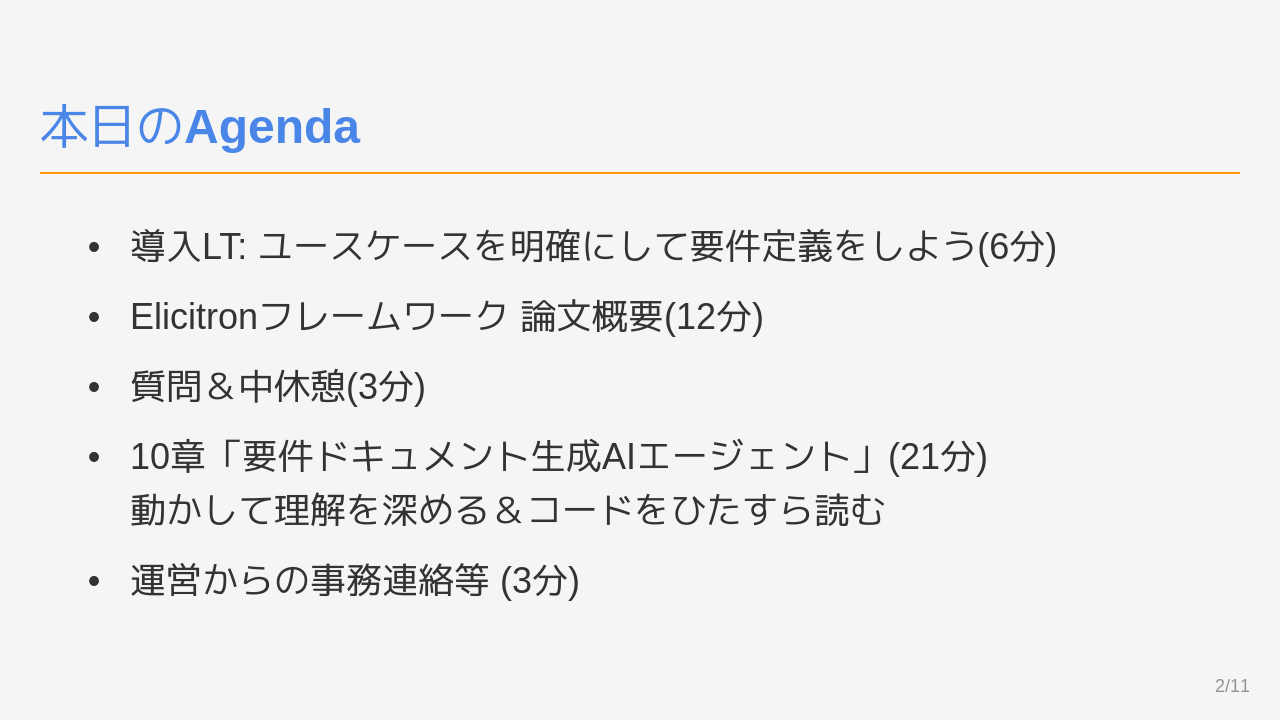 本日のAgenda
• 導入LT: ユースケースを明確にして要件定義をしよう(6分)
• Elicitronフレームワーク 論文概要(12分)
• 質問＆中休憩(3分)
• 10章「要件ドキュメント生成AIエージェント」(21分)
動かして理解を深める＆コードをひたすら読む
• 運営からの事務連絡等 (3分)
2/11